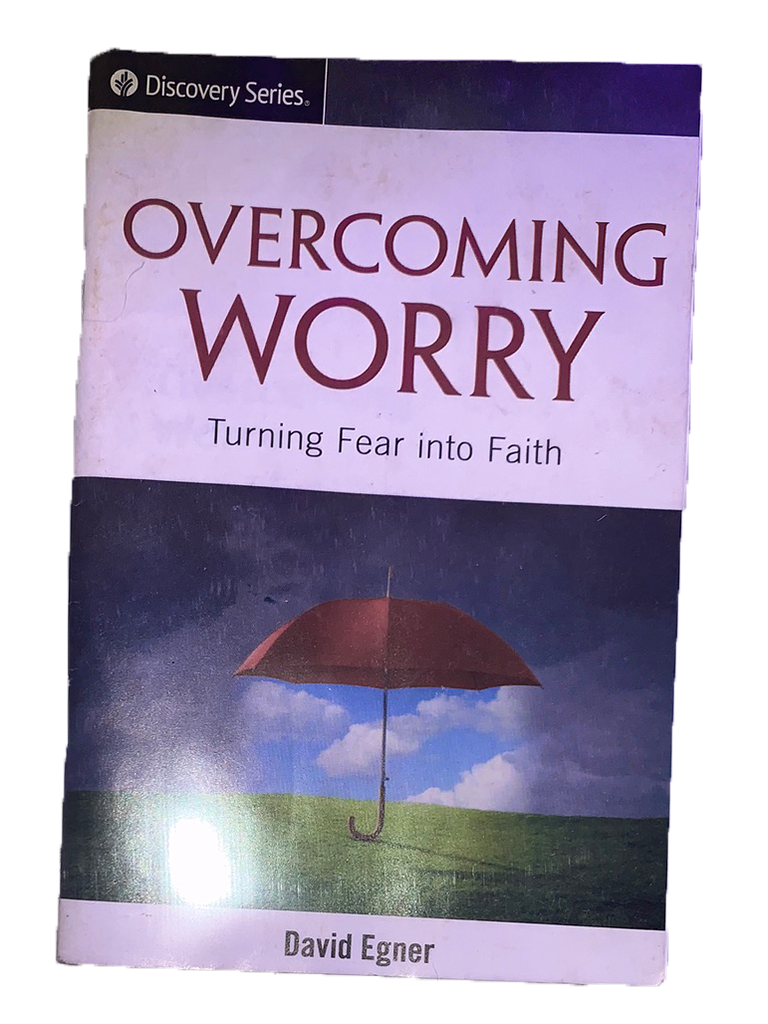 Discovery Series®
OVERCOMING
WORRY
Turning Fear into Faith
David Egner